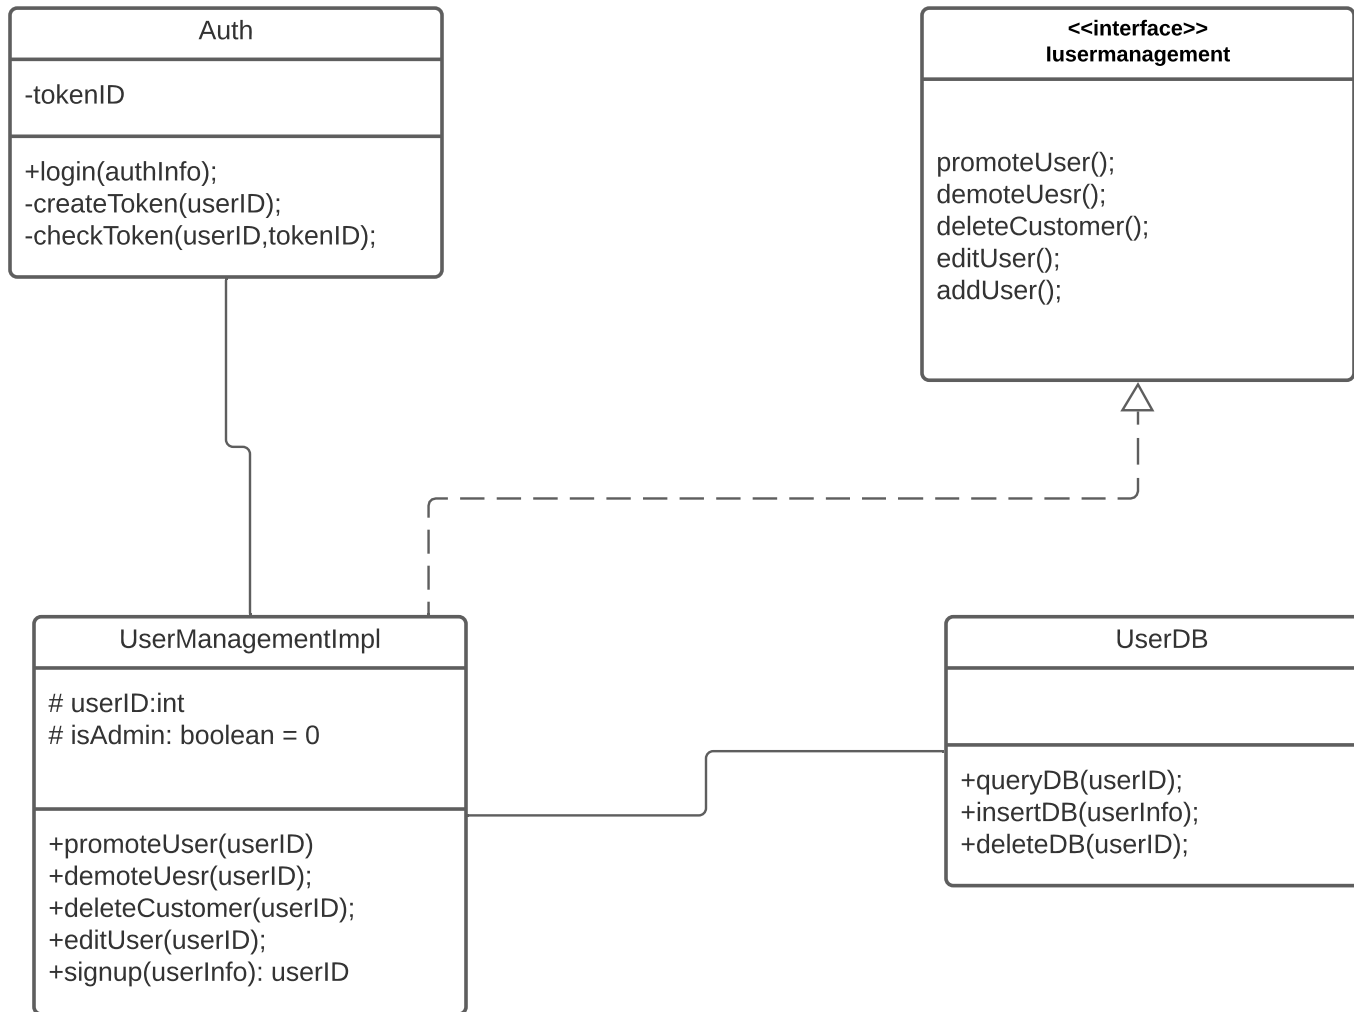 Auth
-tokenID
+login(authInfo);
-createToken(userID);
-checkToken(userID,tokenID);
<<interface>>
Iusermanagement
promoteUser();
demoteUesr();
deleteCustomer();
editUser();
addUser();
UserManagementImpl
# userID:int
# isAdmin: boolean = 0
+promoteUser(userID)
+demoteUesr(userID);
+deleteCustomer(userID);
+editUser(userID);
+signup(userInfo): userID
UserDB
+queryDB(userID);
+insertDB(userInfo);
+deleteDB(userID);